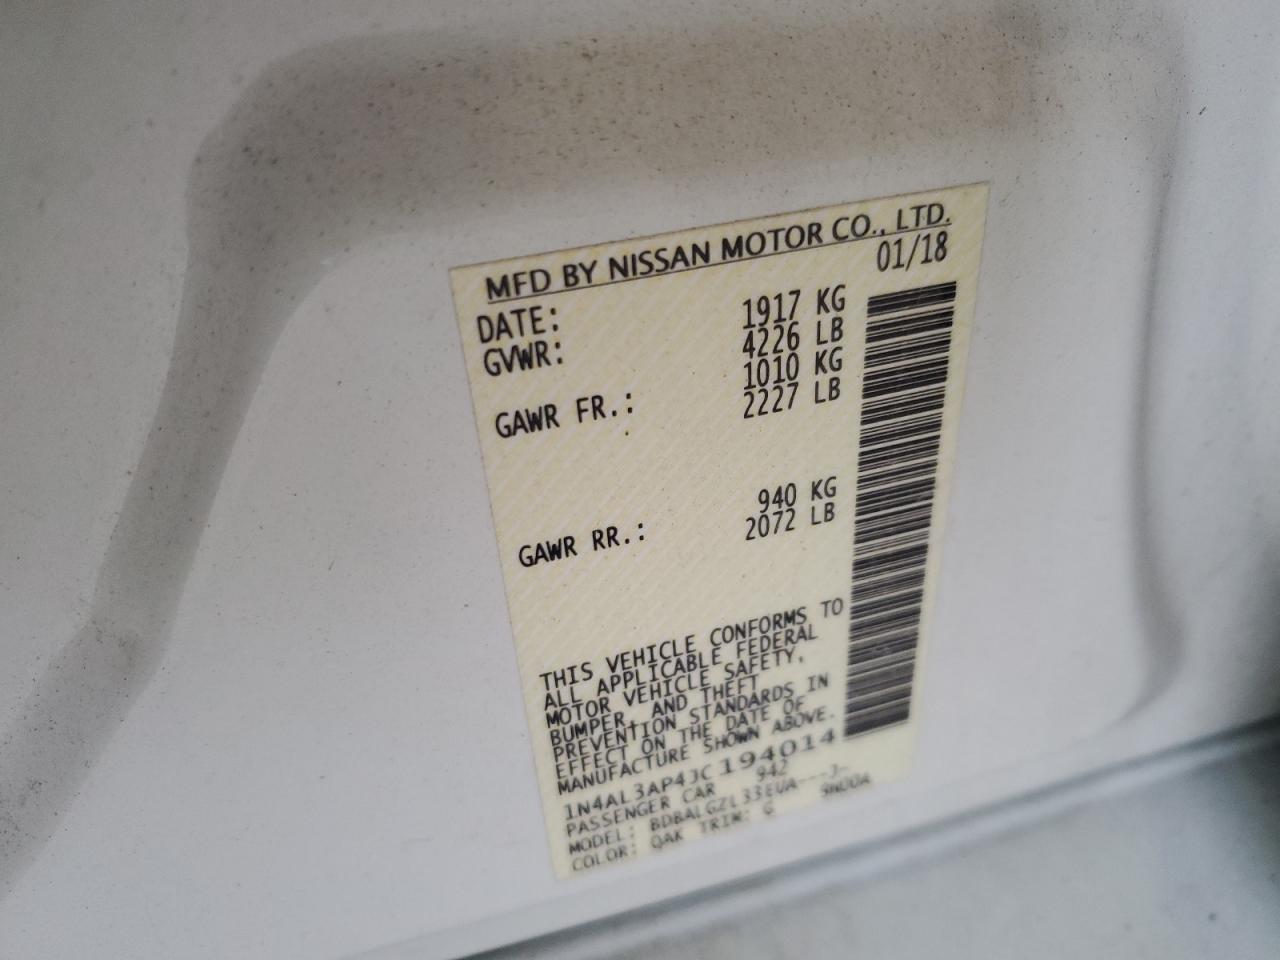 MFD BY NISSAN MOTOR CO., LTD.
DATE: 01/18
GVWR: 1917 KG
4226 LB
GAWR FR.: 1010 KG
2227 LB
GAWR RR.: 940 KG
2072 LB
THIS VEHICLE CONFORMS TO
ALL APPLICABLE FEDERAL
MOTOR VEHICLE SAFETY,
BUMPER, AND THEFT
PREVENTION STANDARDS IN
EFFECT ON THE DATE OF
MANUFACTURE SHOWN ABOVE.
1N4AL3AP4JC194014
PASSENGER CAR 942
MODEL: BDBALGZL33EUA---J-
COLOR: QAK TRIM: G